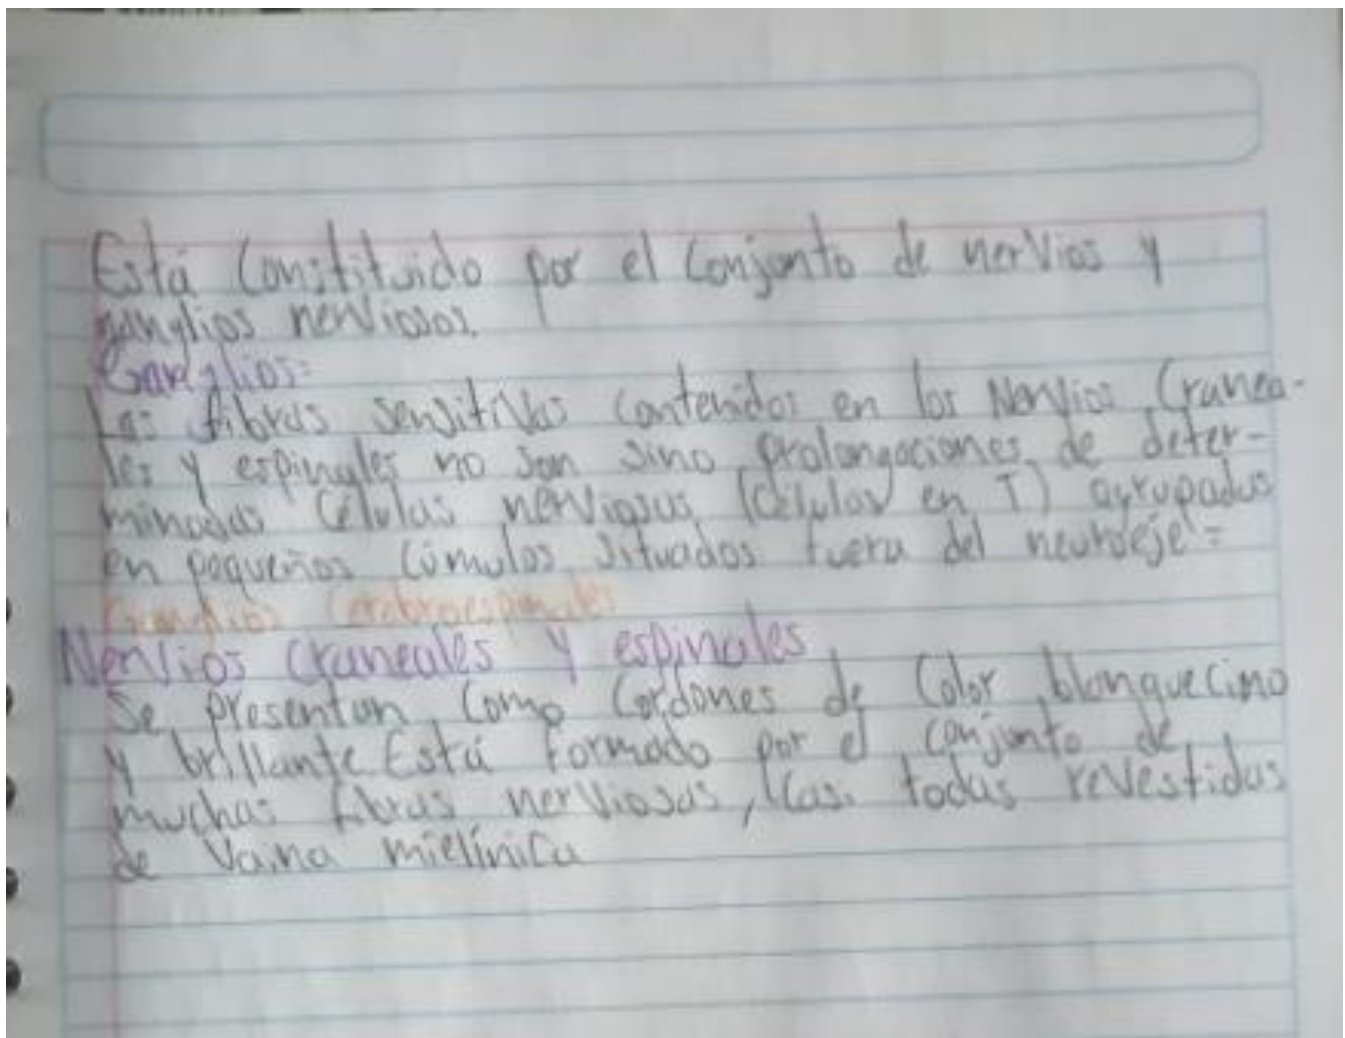 Está Constituido por el Conjunto de nervios y
ganglios nerviosos.
Ganglios:
Las fibras sensitivas contenidos en los Nervios Cranea-
les y espinales no son sino prolongaciones de deter-
minadas Células nerviosas (Células en T) agrupadas
en pequeños cúmulos situados fuera del neuroeje =
Ganglios Cerebroespinales
Nervios Craneales y espinales
Se presentan como Cordones de Color blanquecino
y brillante. Está Formado por el conjunto de
muchas fibras nerviosas, casi todas revestidas
de Vaina mielínica